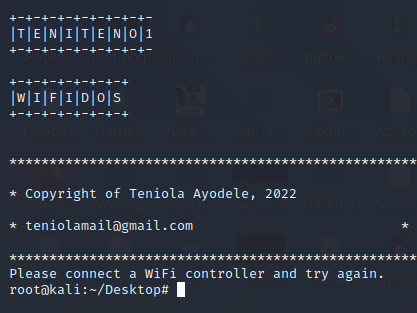 +-+-+-+-+-+-+-+-+-
|T|E|N|I|T|E|N|O|1
+-+-+-+-+-+-+-+-+-
+-+-+-+-+-+-+-+
|W|I|F|I|D|O|S
+-+-+-+-+-+-+-+
***************************************************
* Copyright of Teniola Ayodele, 2022
* teniolamail@gmail.com *
***************************************************
Please connect a WiFi controller and try again.
root@kali:~/Desktop#